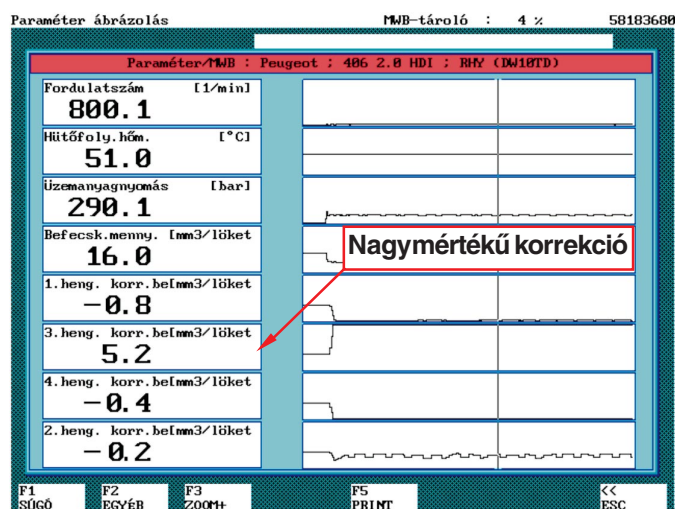 Paraméter ábrázolás MWB-tároló : 4 % 58183680
Paraméter/MWB : Peugeot ; 406 2.0 HDI ; RHY (DW10TD)
Fordulatszám [1/min]
800.1
Hűtőfoly.hőm. [°C]
51.0
Üzemanyagnyomás [bar]
290.1
Befecsk.menny. [mm3/löket
16.0
Nagymértékű korrekció
1.heng. korr.be[mm3/löket
-0.8
3.heng. korr.be[mm3/löket
5.2
4.heng. korr.be[mm3/löket
-0.4
2.heng. korr.be[mm3/löket
-0.2
F1 F2 F3 F5 <<
SÚGÓ EGYÉB ZOOM+ PRINT ESC